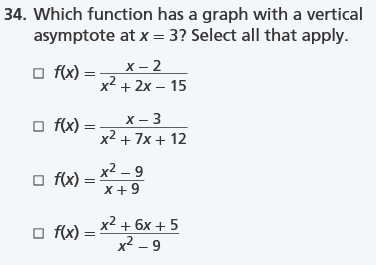 34. Which function has a graph with a vertical
asymptote at x = 3? Select all that apply.
□ f(x) = (x – 2)/(x² + 2x – 15)
□ f(x) = (x – 3)/(x² + 7x + 12)
□ f(x) = (x² – 9)/(x + 9)
□ f(x) = (x² + 6x + 5)/(x² – 9)